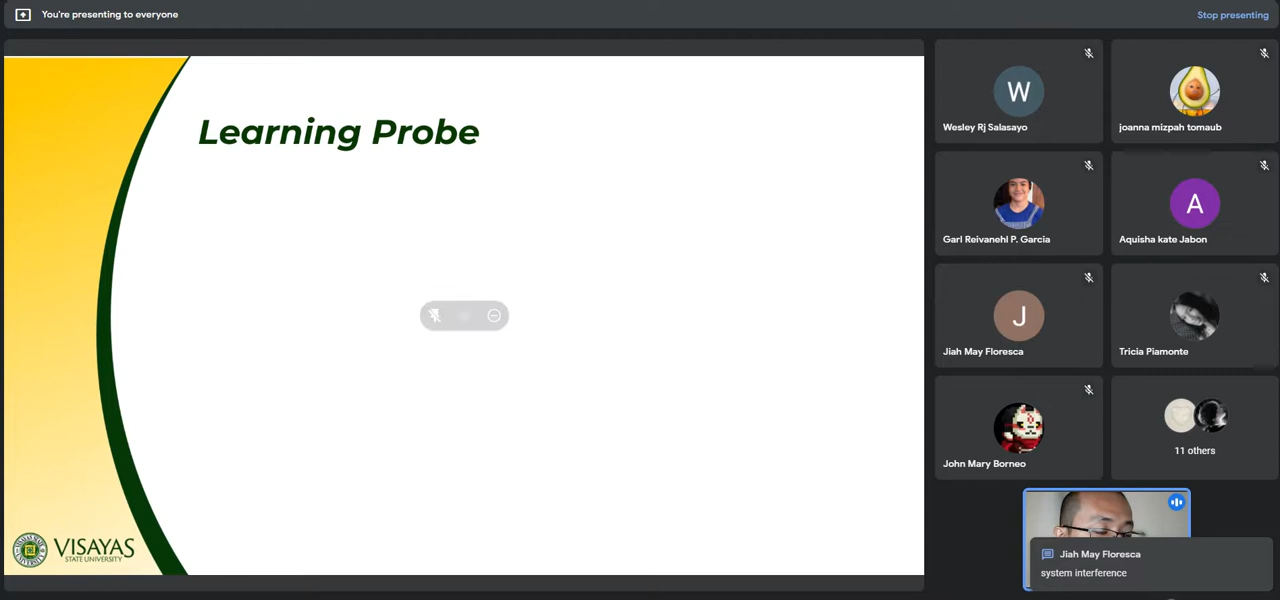 You're presenting to everyone
Stop presenting
Learning Probe
W
Wesley Rj Salasayo
joanna mizpah tomaub
Garl Reivanehl P. Garcia
A
Aquisha kate Jabon
J
Jiah May Floresca
Tricia Piamonte
John Mary Borneo
11 others
Jiah May Floresca
system interference
VISAYAS
STATE UNIVERSITY